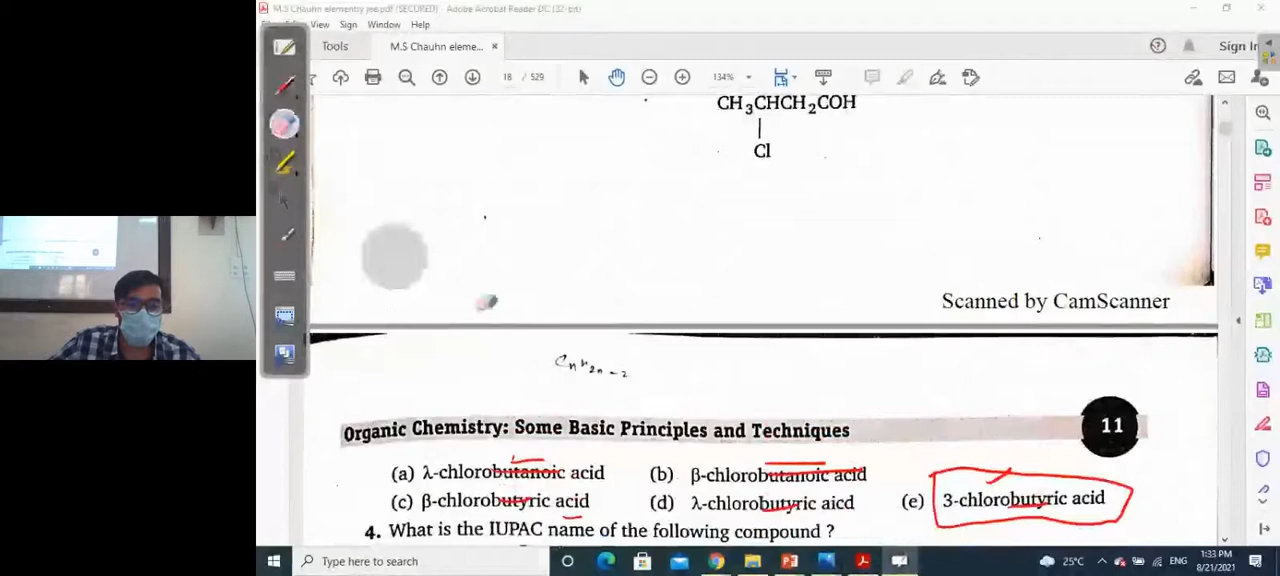 M.S Chauhn elementry jee.pdf (SECURED) - Adobe Acrobat Reader DC (32-bit)
View Sign Window Help
Tools M.S Chauhn eleme... × Sign In
18 / 529 134%
CH₃CHCH₂COH
|
Cl
Scanned by CamScanner
CₙH₂ₙ₋₂
Organic Chemistry: Some Basic Principles and Techniques 11
(a) λ-chlorobutanoic acid (b) β-chlorobutanoic acid
(c) β-chlorobutyric acid (d) λ-chlorobutyric aicd (e) 3-chlorobutyric acid
4. What is the IUPAC name of the following compound ?
Type here to search 25°C ENG 1:33 PM
8/21/2021